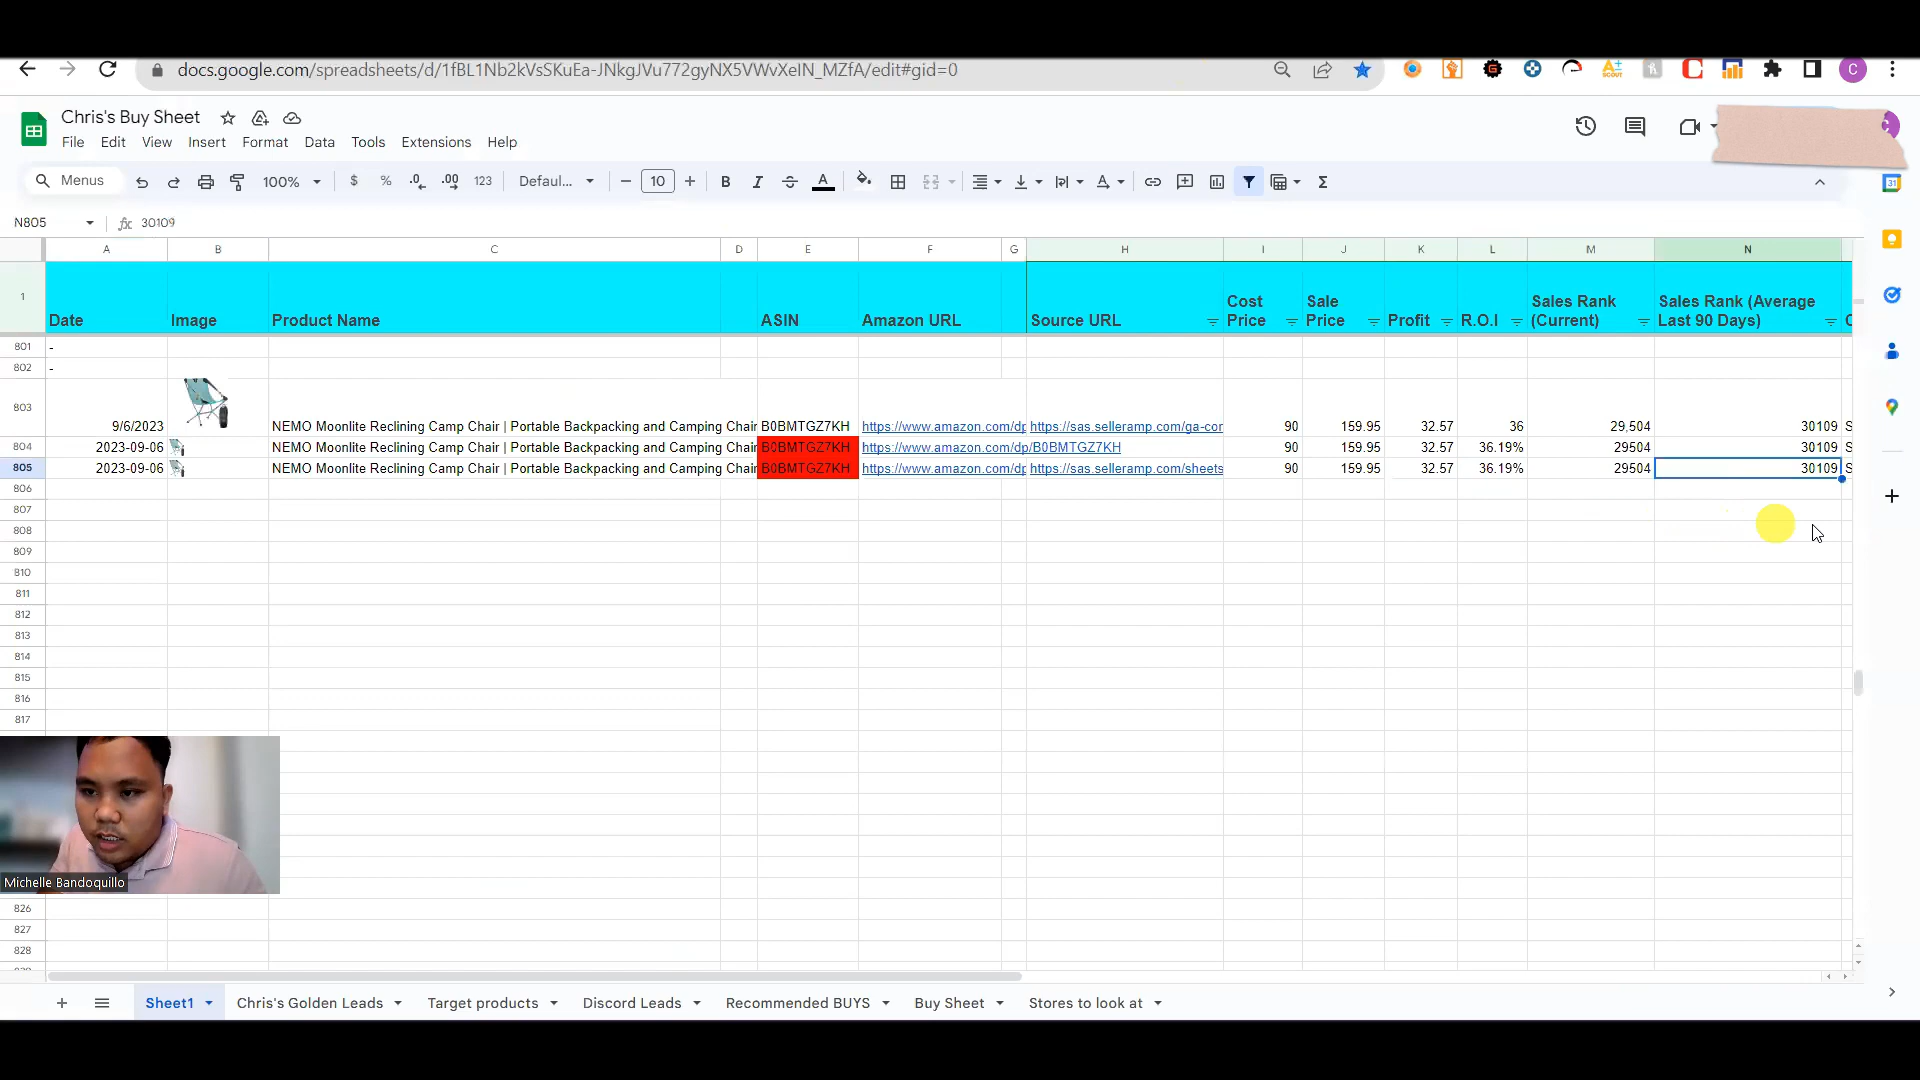 docs.google.com/spreadsheets/d/1fBL1Nb2kVsSKuEa-JNkgJVu772gyNX5VWvXeIN_MZfA/edit#gid=0
C
Chris's Buy Sheet
File Edit View Insert Format Data Tools Extensions Help
Menus 100% $ % .0 .00 123 Defaul... 10 B I A
N805 fx 30109
A B C D E F G H I J K L M N
1 Date Image Product Name ASIN Amazon URL Source URL Cost Price Sale Price Profit R.O.I Sales Rank (Current) Sales Rank (Average Last 90 Days) C
801 -
802 -
803 9/6/2023 NEMO Moonlite Reclining Camp Chair | Portable Backpacking and Camping Chair B0BMTGZ7KH https://www.amazon.com/dp https://sas.selleramp.com/ga-cor 90 159.95 32.57 36 29,504 30109 S
804 2023-09-06 NEMO Moonlite Reclining Camp Chair | Portable Backpacking and Camping Chair B0BMTGZ7KH https://www.amazon.com/dp/B0BMTGZ7KH 90 159.95 32.57 36.19% 29504 30109 S
805 2023-09-06 NEMO Moonlite Reclining Camp Chair | Portable Backpacking and Camping Chair B0BMTGZ7KH https://www.amazon.com/dp https://sas.selleramp.com/sheets 90 159.95 32.57 36.19% 29504 30109 S
806
807
808
809
810
811
812
813
814
815
816
817
Michelle Bandoquillo
826
827
828
Sheet1 Chris's Golden Leads Target products Discord Leads Recommended BUYS Buy Sheet Stores to look at